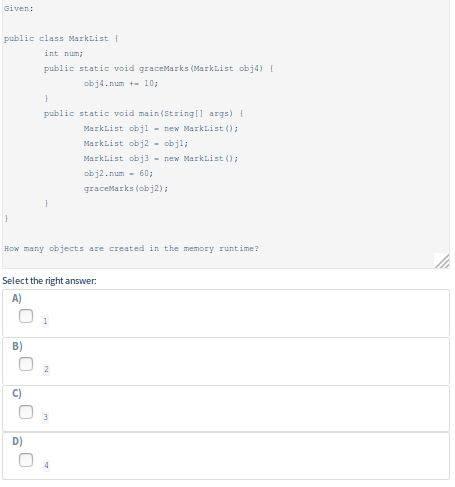 Given:
public class MarkList {
int num;
public static void graceMarks(MarkList obj4) {
obj4.num += 10;
}
public static void main(String[] args) {
MarkList obj1 = new MarkList();
MarkList obj2 = obj1;
MarkList obj3 = new MarkList();
obj2.num = 60;
graceMarks(obj2);
}
}
How many objects are created in the memory runtime?
Select the right answer:
A)
1
B)
2
C)
3
D)
4